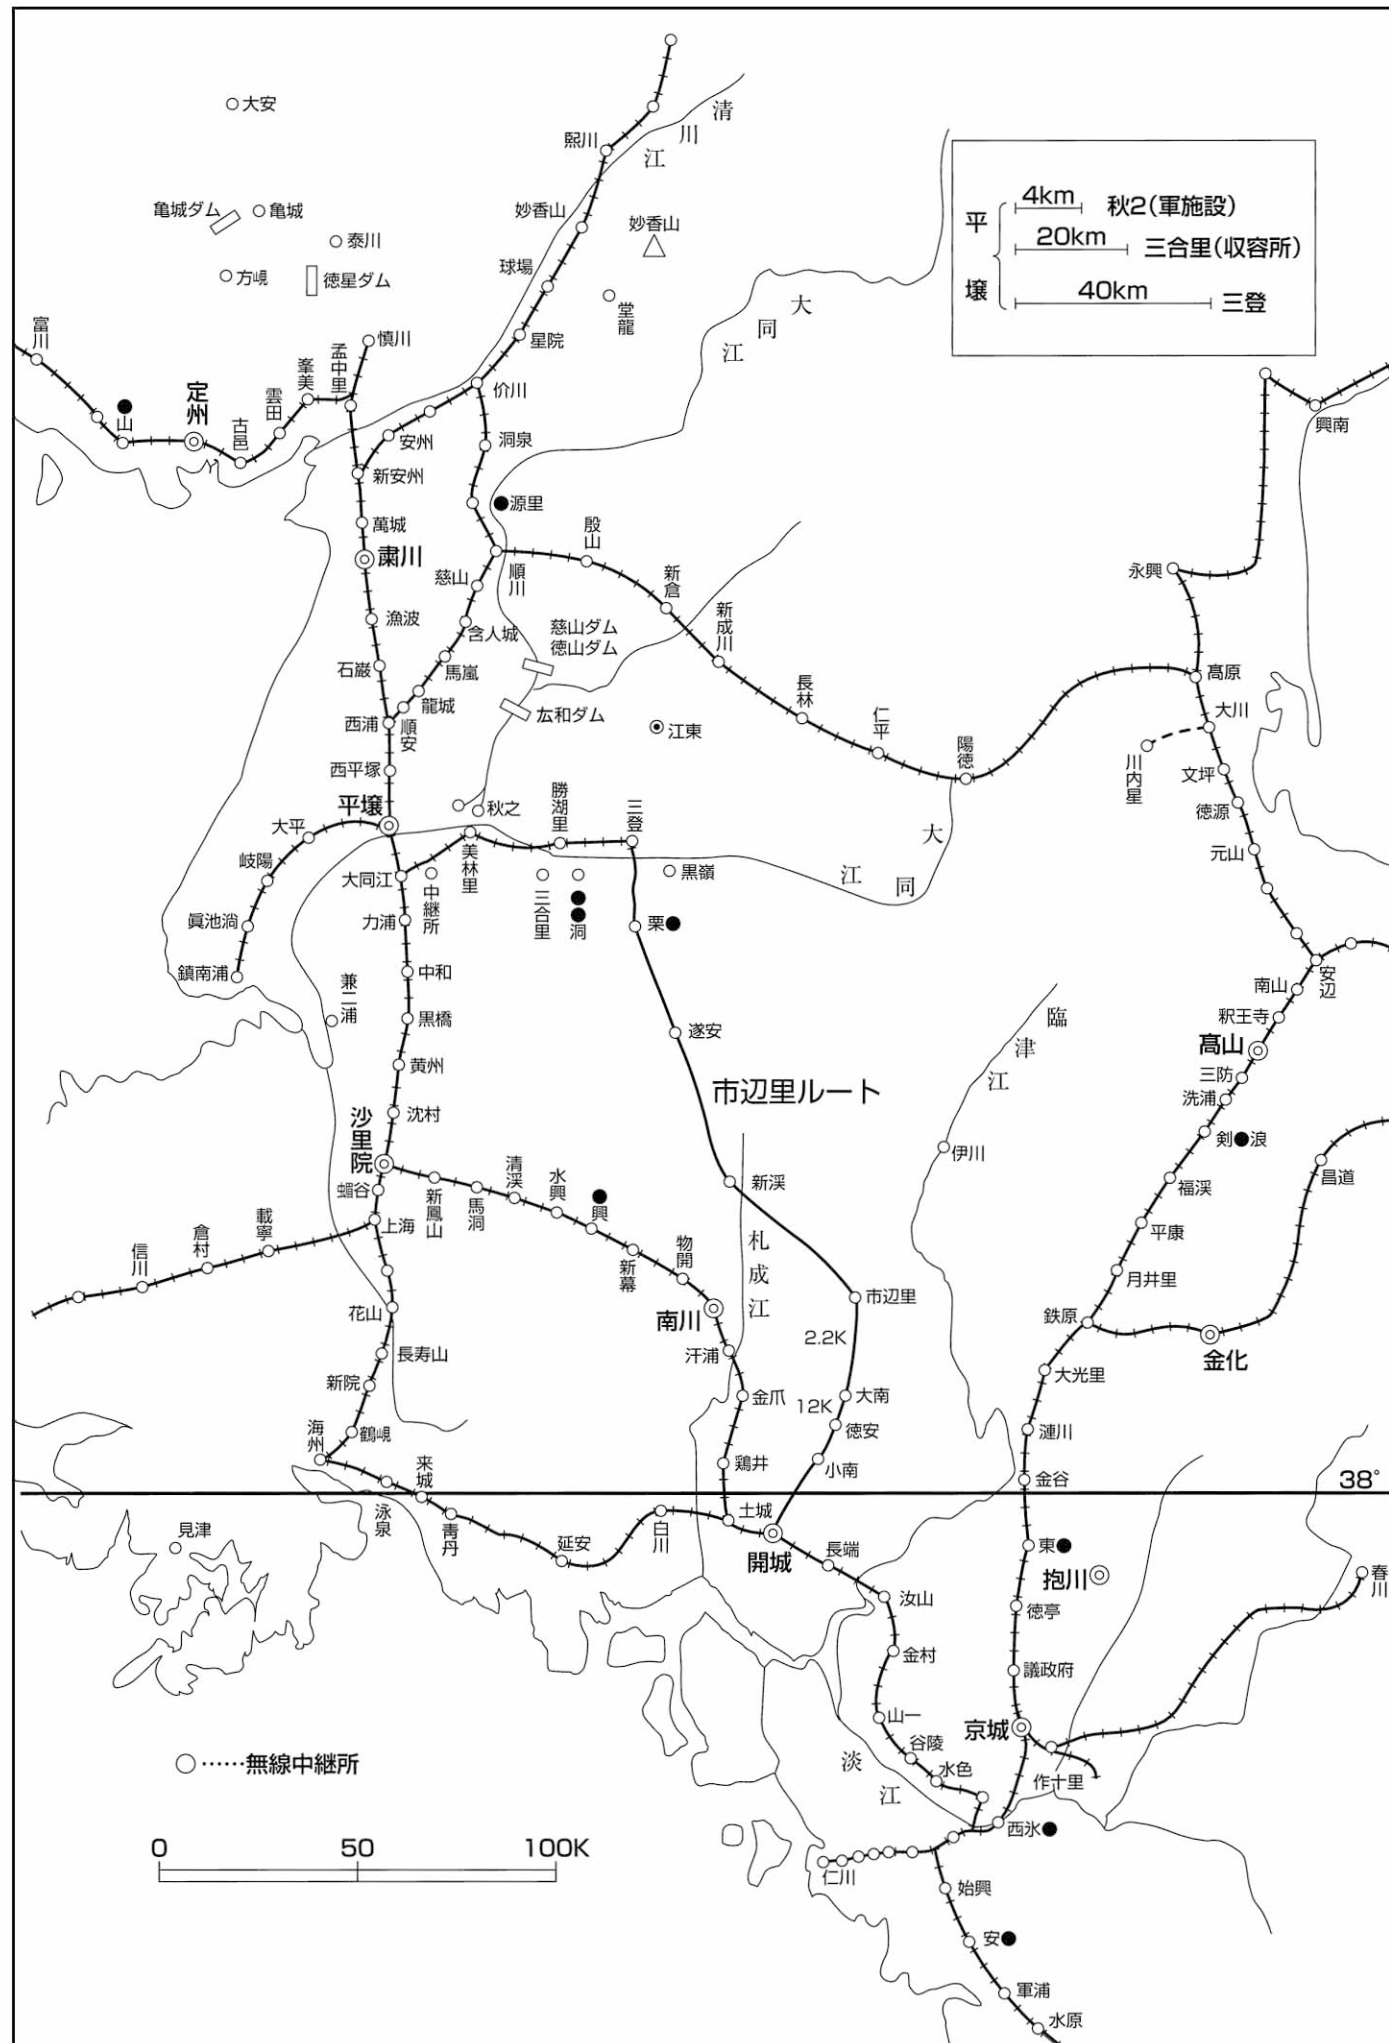 大安
清川江
熙川
亀城ダム
亀城
妙香山
妙香山
泰川
方峴
徳星ダム
球場
堂龍
星院
平壌
4km 秋2(軍施設)
20km 三合里(収容所)
40km 三登
大同江
富川
●山
定州
古邑
雲田
峯美
孟中里
慎川
价川
安州
洞泉
新安州
●源里
萬城
粛川
殷山
順川
慈山
新倉
漁波
含人城
慈山ダム
徳山ダム
新成川
石巌
馬嵐
龍城
西浦
順安
太和ダム
江東
長林
仁平
陽徳
興南
永興
高原
大川
川内星
文坪
徳源
元山
西平塚
平壌
秋之
勝湖里
三登
大平
岐陽
眞池淌
鎮南浦
大同江
中継所
美林里
三合里
●●洞
黒嶺
大同江
力浦
栗●
中和
兼二浦
黒橋
遂安
黄州
沈村
市辺里ルート
臨津江
安辺
南山
釈王寺
高山
三防
洗浦
剣●浪
伊川
福渓
昌道
平康
月井里
鉄原
金化
大光里
漣川
金谷
沙里院
蝞谷
新鳳山
馬洞
清渓
水興
●興
新幕
物開
南川
新渓
札成江
上海
載寧
倉村
信川
花山
長寿山
新院
鶴峴
海州
市辺里
2.2K
大南
12K
徳安
小南
汗浦
金爪
鶏井
土城
38°
来城
泳泉
青丹
延安
白川
見津
開城
長端
汝山
金村
山一
谷陵
水色
東●
抱川
徳亭
議政府
京城
春川
作十里
淡江
西氷●
仁川
始興
安●
軍浦
水原
○……無線中継所
0 50 100K